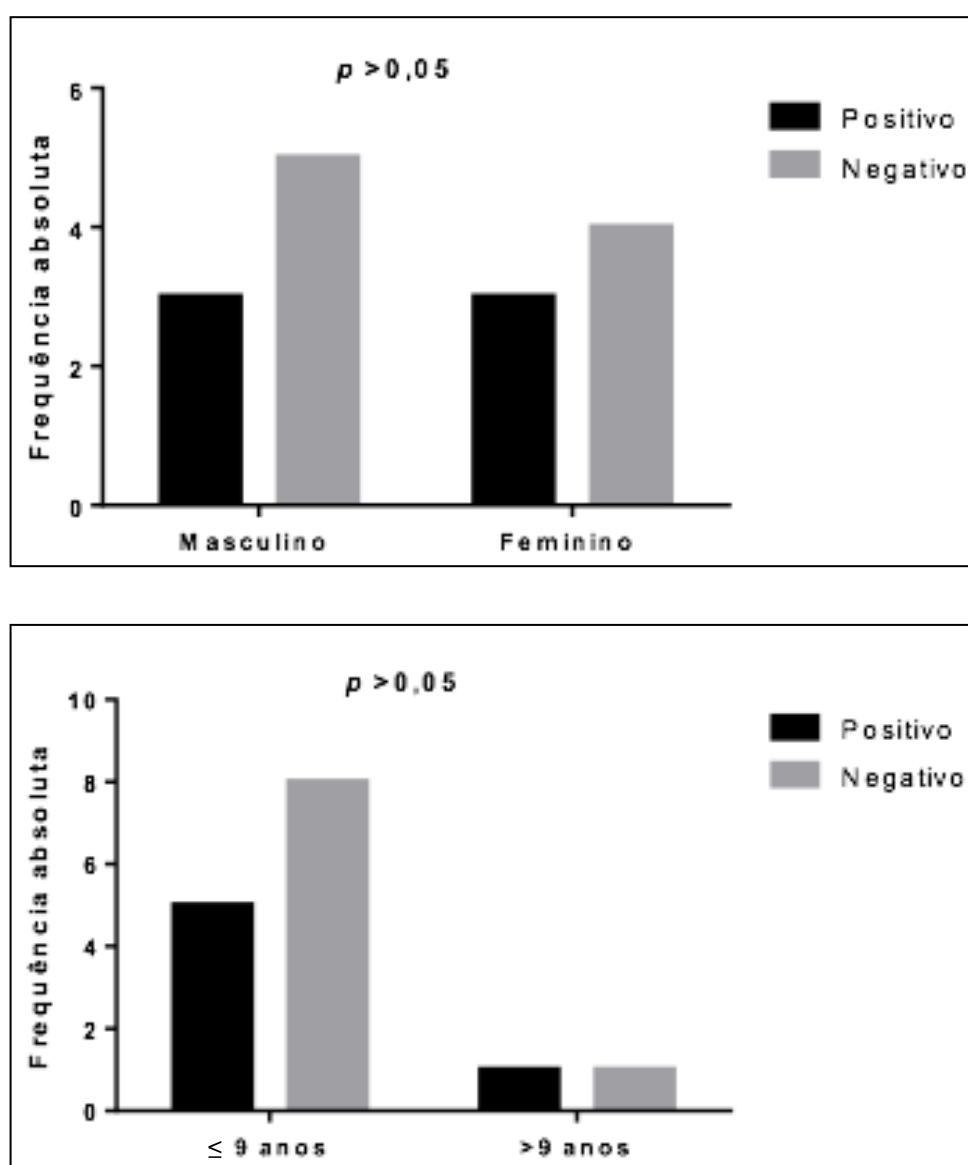 p >0,05
6
4
2
0
Frequência absoluta
Positivo
Negativo
Masculino
Feminino
p >0,05
10
8
6
4
2
0
Frequência absoluta
Positivo
Negativo
≤ 9 anos
>9 anos